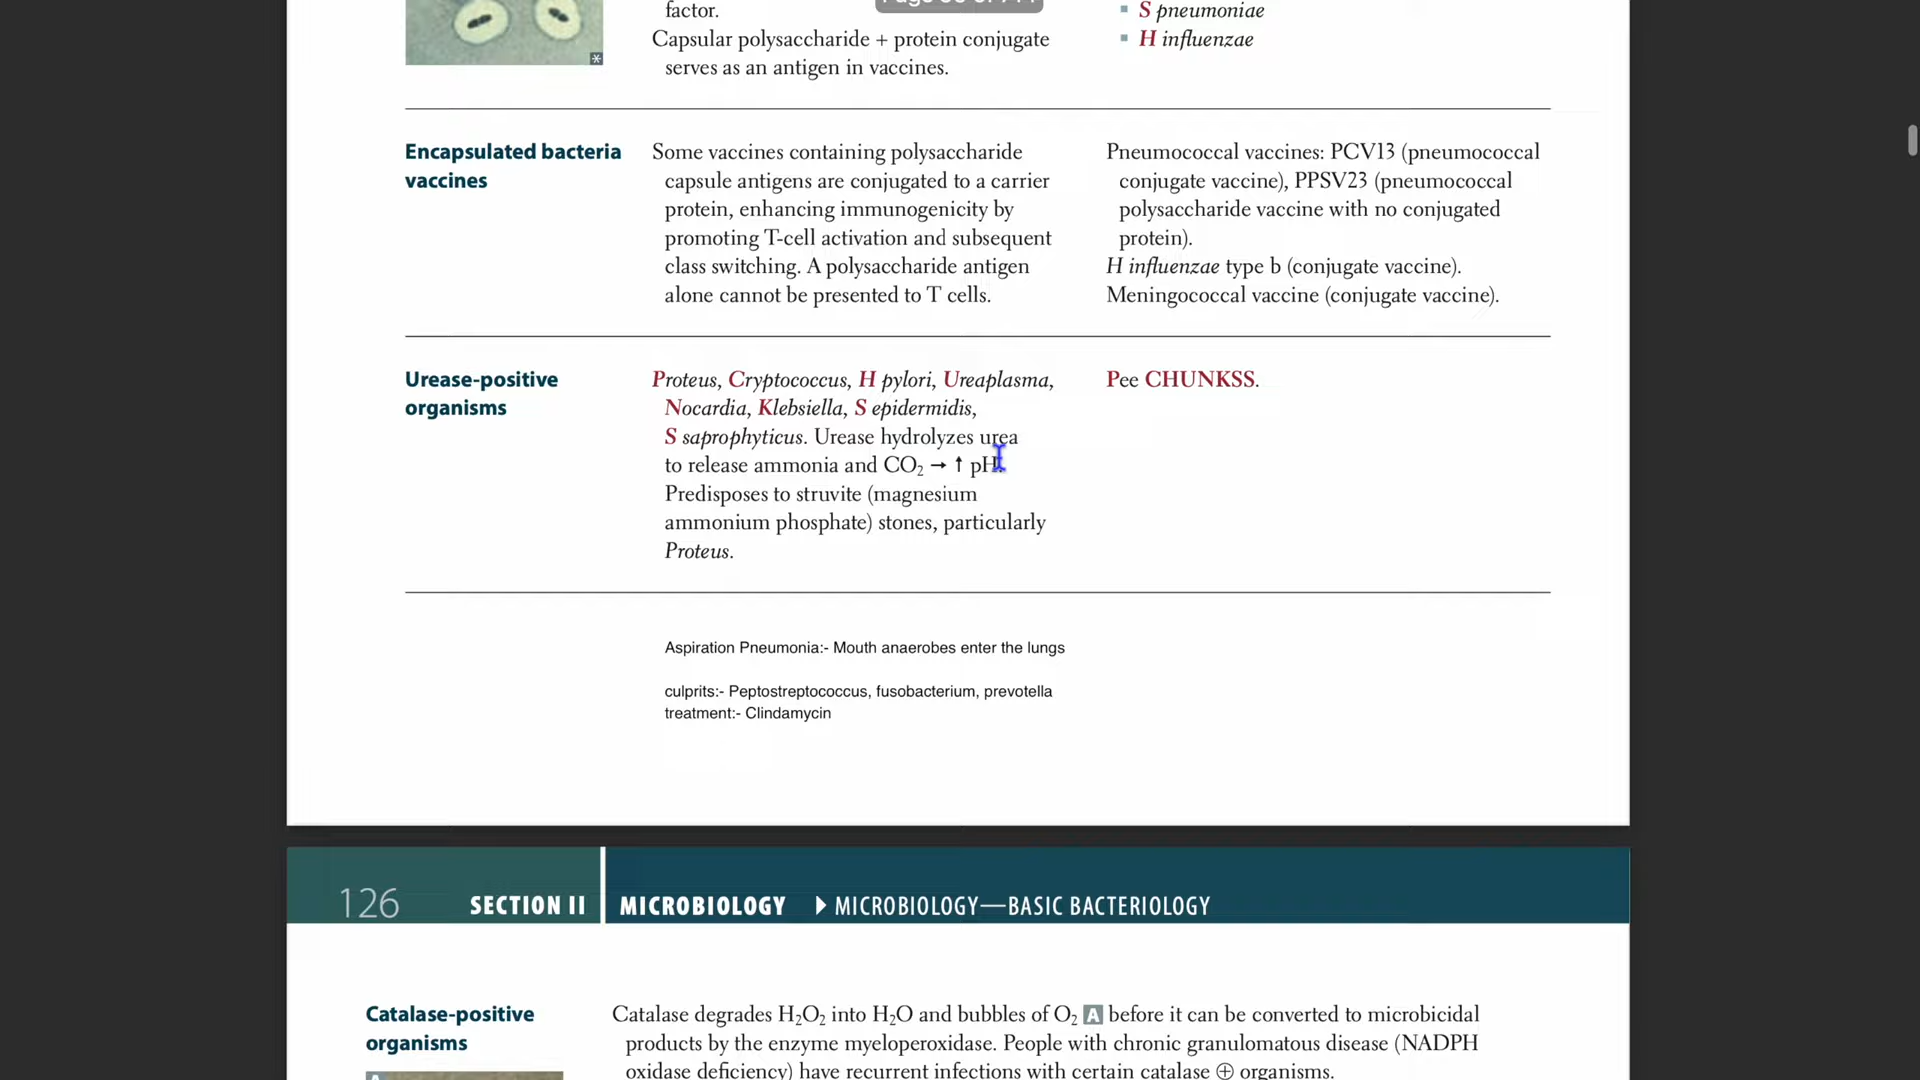 factor.
Capsular polysaccharide + protein conjugate
serves as an antigen in vaccines.
S pneumoniae
H influenzae
Encapsulated bacteria
vaccines
Some vaccines containing polysaccharide
capsule antigens are conjugated to a carrier
protein, enhancing immunogenicity by
promoting T-cell activation and subsequent
class switching. A polysaccharide antigen
alone cannot be presented to T cells.
Pneumococcal vaccines: PCV13 (pneumococcal
conjugate vaccine), PPSV23 (pneumococcal
polysaccharide vaccine with no conjugated
protein).
H influenzae type b (conjugate vaccine).
Meningococcal vaccine (conjugate vaccine).
Urease-positive
organisms
Proteus, Cryptococcus, H pylori, Ureaplasma,
Nocardia, Klebsiella, S epidermidis,
S saprophyticus. Urease hydrolyzes urea
to release ammonia and CO₂ → ↑ pH.
Predisposes to struvite (magnesium
ammonium phosphate) stones, particularly
Proteus.
Pee CHUNKSS.
Aspiration Pneumonia:- Mouth anaerobes enter the lungs
culprits:- Peptostreptococcus, fusobacterium, prevotella
treatment:- Clindamycin
126 SECTION II MICROBIOLOGY ▶ MICROBIOLOGY—BASIC BACTERIOLOGY
Catalase-positive
organisms
Catalase degrades H₂O₂ into H₂O and bubbles of O₂ A before it can be converted to microbicidal
products by the enzyme myeloperoxidase. People with chronic granulomatous disease (NADPH
oxidase deficiency) have recurrent infections with certain catalase ⊕ organisms.